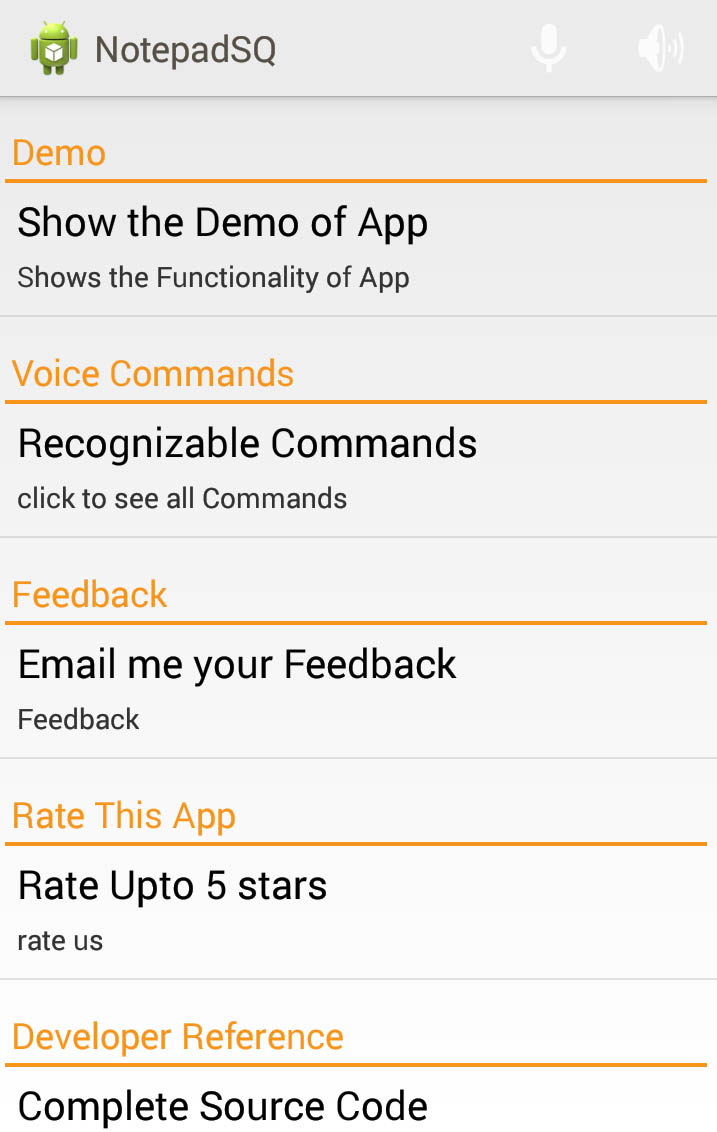 NotepadSQ
Demo
Show the Demo of App
Shows the Functionality of App
Voice Commands
Recognizable Commands
click to see all Commands
Feedback
Email me your Feedback
Feedback
Rate This App
Rate Upto 5 stars
rate us
Developer Reference
Complete Source Code